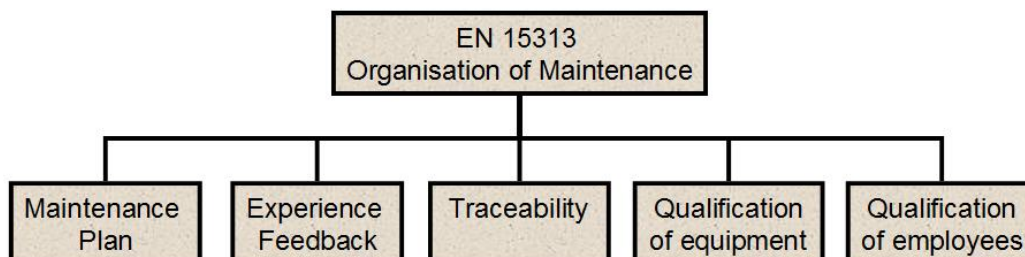 EN 15313
Organisation of Maintenance
Maintenance
Plan
Experience
Feedback
Traceability
Qualification
of equipment
Qualification
of employees